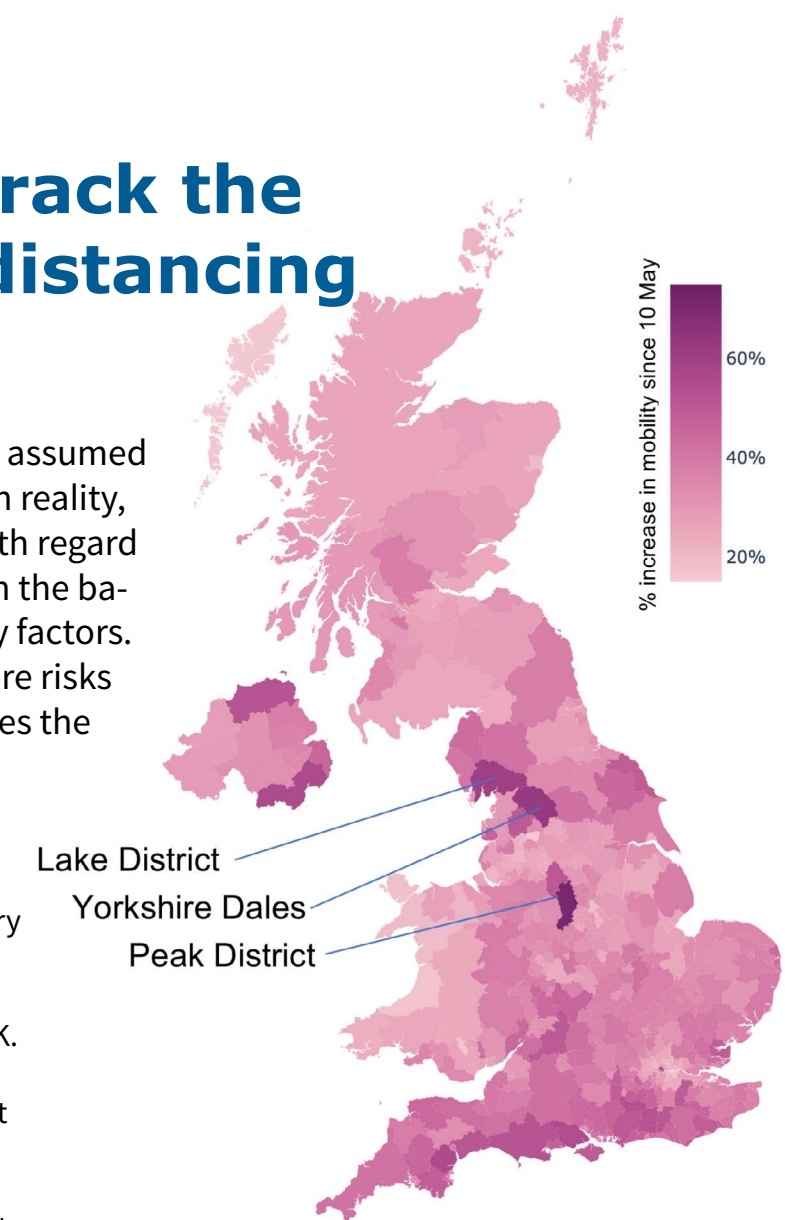 rack the
distancing
assumed
n reality,
th regard
n the ba-
y factors.
re risks
es the
ry
K.
t
% increase in mobility since 10 May
60%
40%
20%
Lake District
Yorkshire Dales
Peak District